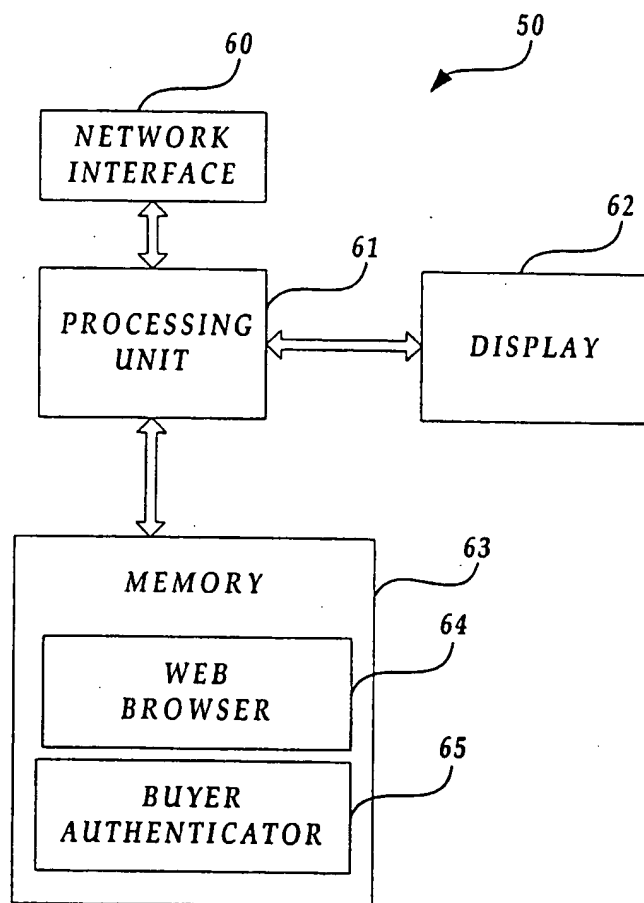 50
60
NETWORK
INTERFACE
62
61
PROCESSING
UNIT
DISPLAY
63
MEMORY
64
WEB
BROWSER
65
BUYER
AUTHENTICATOR